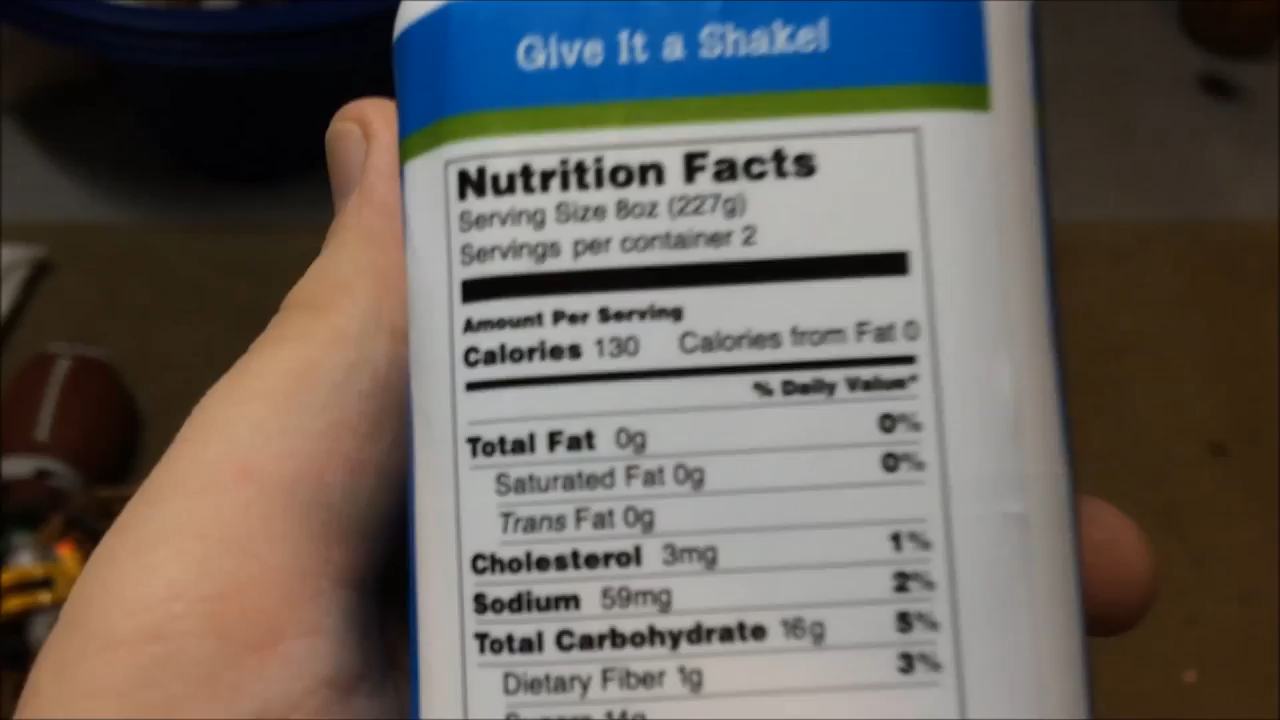 Give It a Shake!
Nutrition Facts
Serving Size 8oz (227g)
Servings per container 2
Amount Per Serving
Calories 130 Calories from Fat 0
% Daily Value*
Total Fat 0g 0%
Saturated Fat 0g 0%
Trans Fat 0g
Cholesterol 3mg 1%
Sodium 59mg 2%
Total Carbohydrate 16g 5%
Dietary Fiber 1g 3%
Sugars 14g